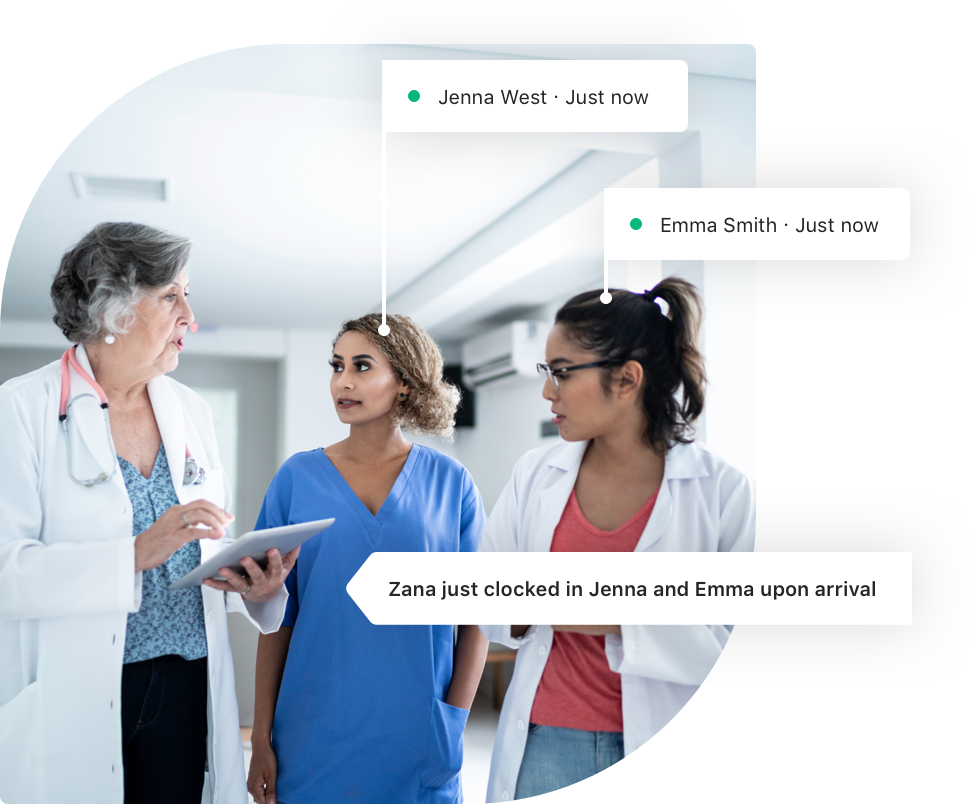 Jenna West · Just now
Emma Smith · Just now
Zana just clocked in Jenna and Emma upon arrival